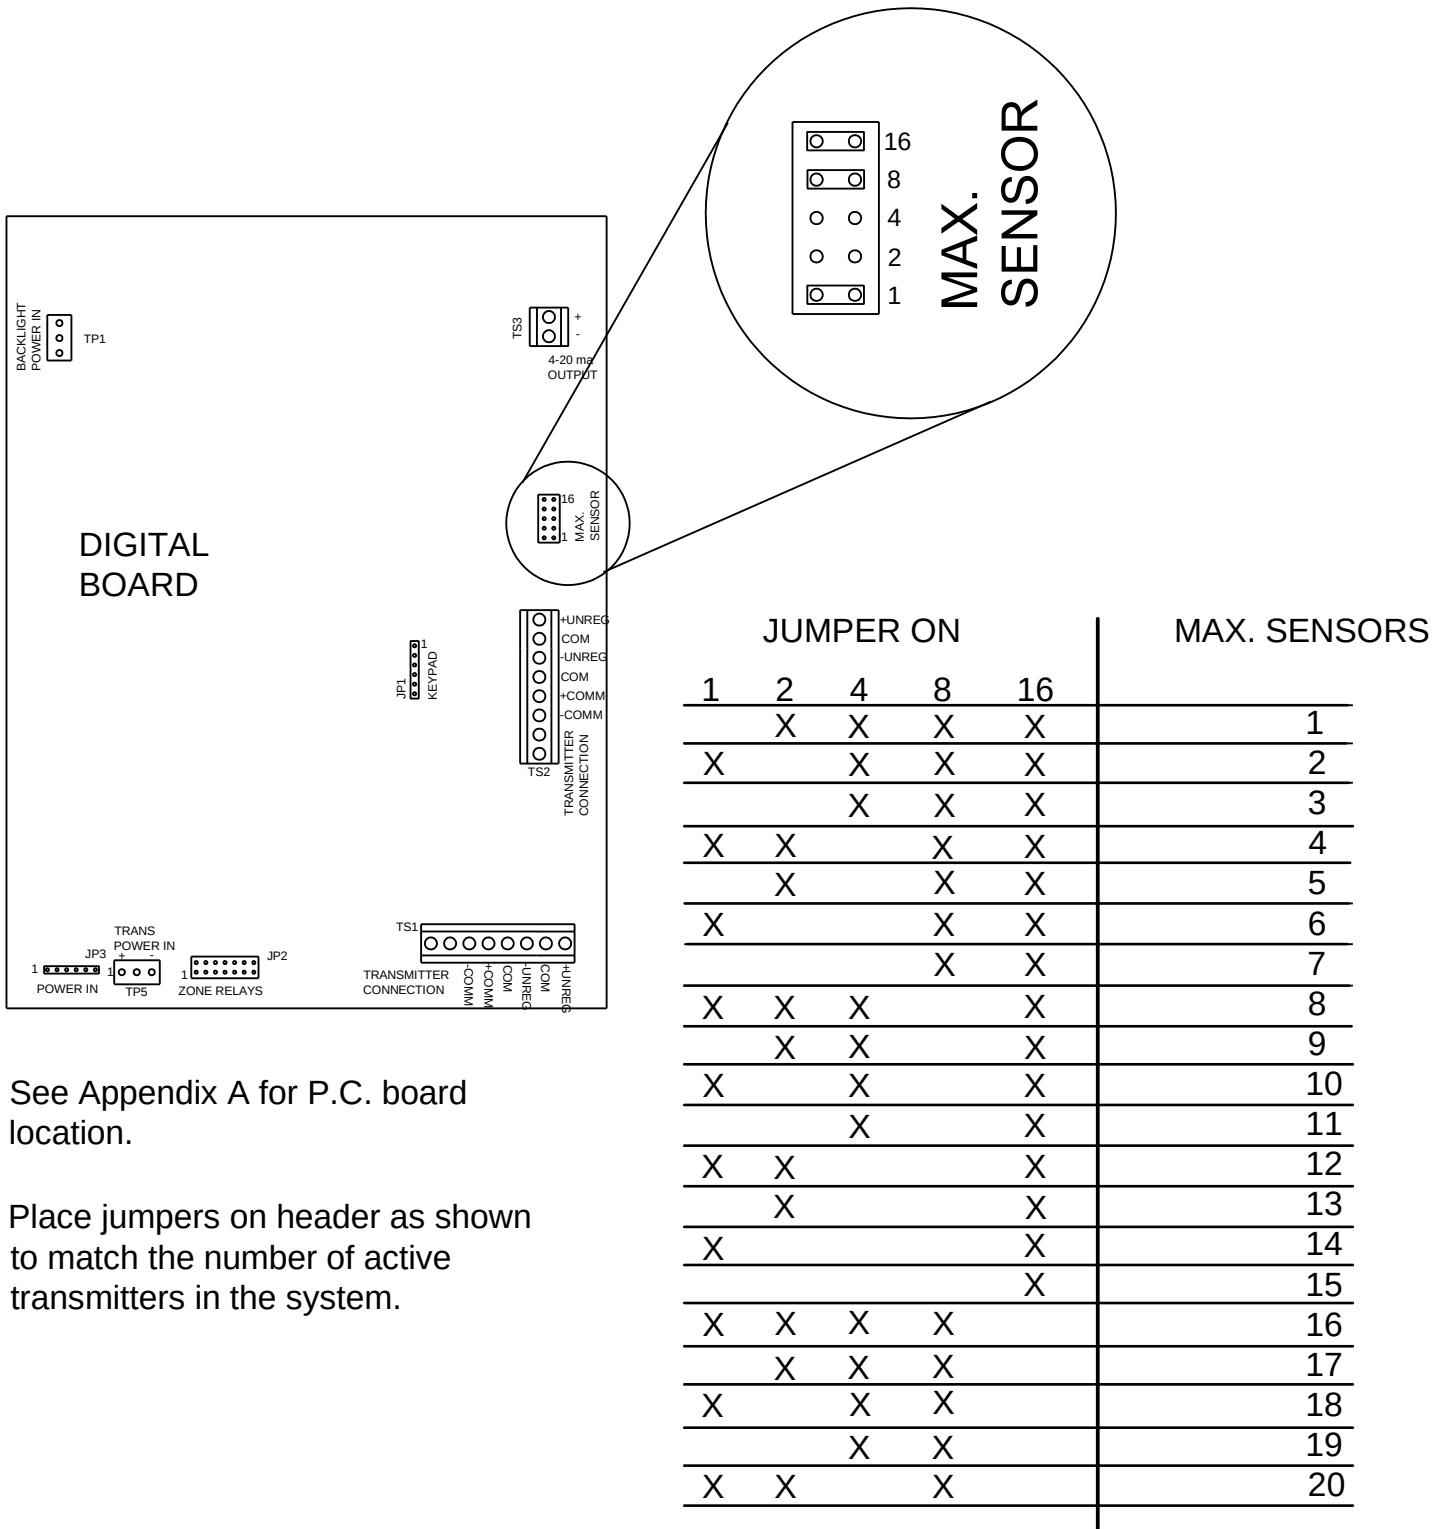 16
8
4
2
1
MAX.
SENSOR
BACKLIGHT
POWER IN
TP1
TS3
+
-
4-20 ma
OUTPUT
16
1
MAX.
SENSOR
DIGITAL
BOARD
JP1
1
KEYPAD
+UNREG
COM
-UNREG
COM
+COMM
-COMM
TS2
TRANSMITTER
CONNECTION
TS1
TRANSMITTER
CONNECTION
-COMM
+COMM
COM
-UNREG
COM
+UNREG
JP3
1
POWER IN
TRANS
POWER IN
+ -
1
TP5
JP2
1
ZONE RELAYS
See Appendix A for P.C. board
location.
Place jumpers on header as shown
to match the number of active
transmitters in the system.
JUMPER ON MAX. SENSORS
1 2 4 8 16
X X X X 1
X X X X 2
X X X 3
X X X X 4
X X X 5
X X X 6
X X 7
X X X X 8
X X X 9
X X X 10
X X 11
X X X 12
X X 13
X X 14
X 15
X X X X 16
X X X 17
X X X 18
X X 19
X X X 20